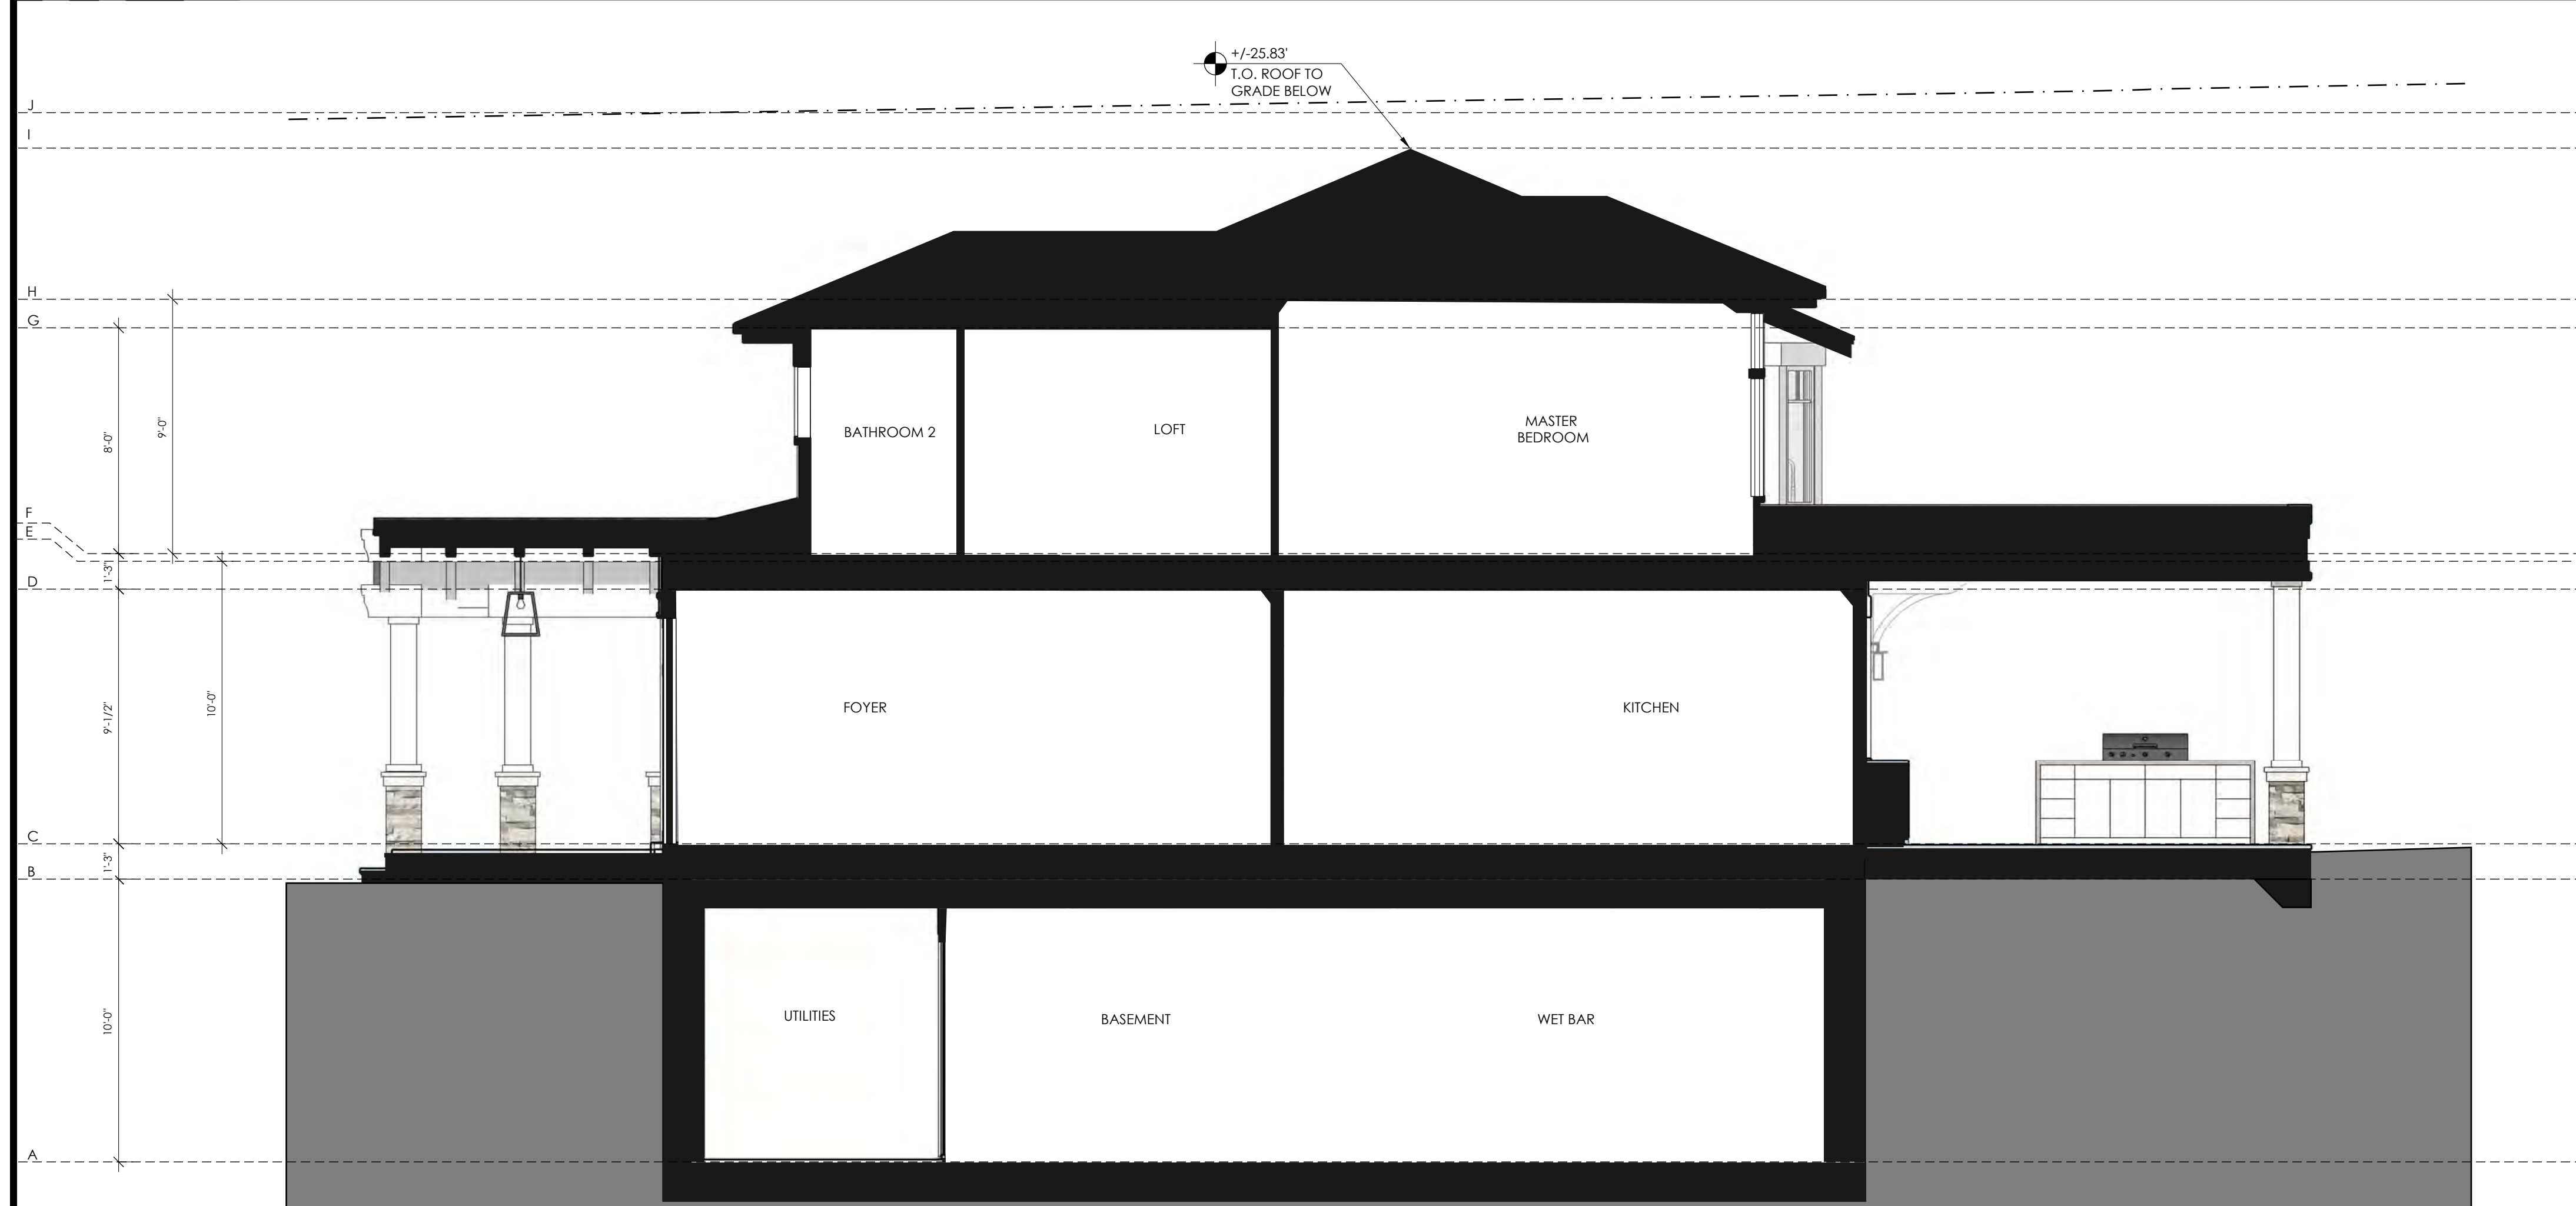 +/-25.83'
T.O. ROOF TO
GRADE BELOW
J
I
H
G
8'-0"
9'-0"
BATHROOM 2
LOFT
MASTER
BEDROOM
F
E
D
1'-3"
9'-1/2"
10'-0"
FOYER
KITCHEN
C
B
1'-3"
10'-0"
UTILITIES
BASEMENT
WET BAR
A